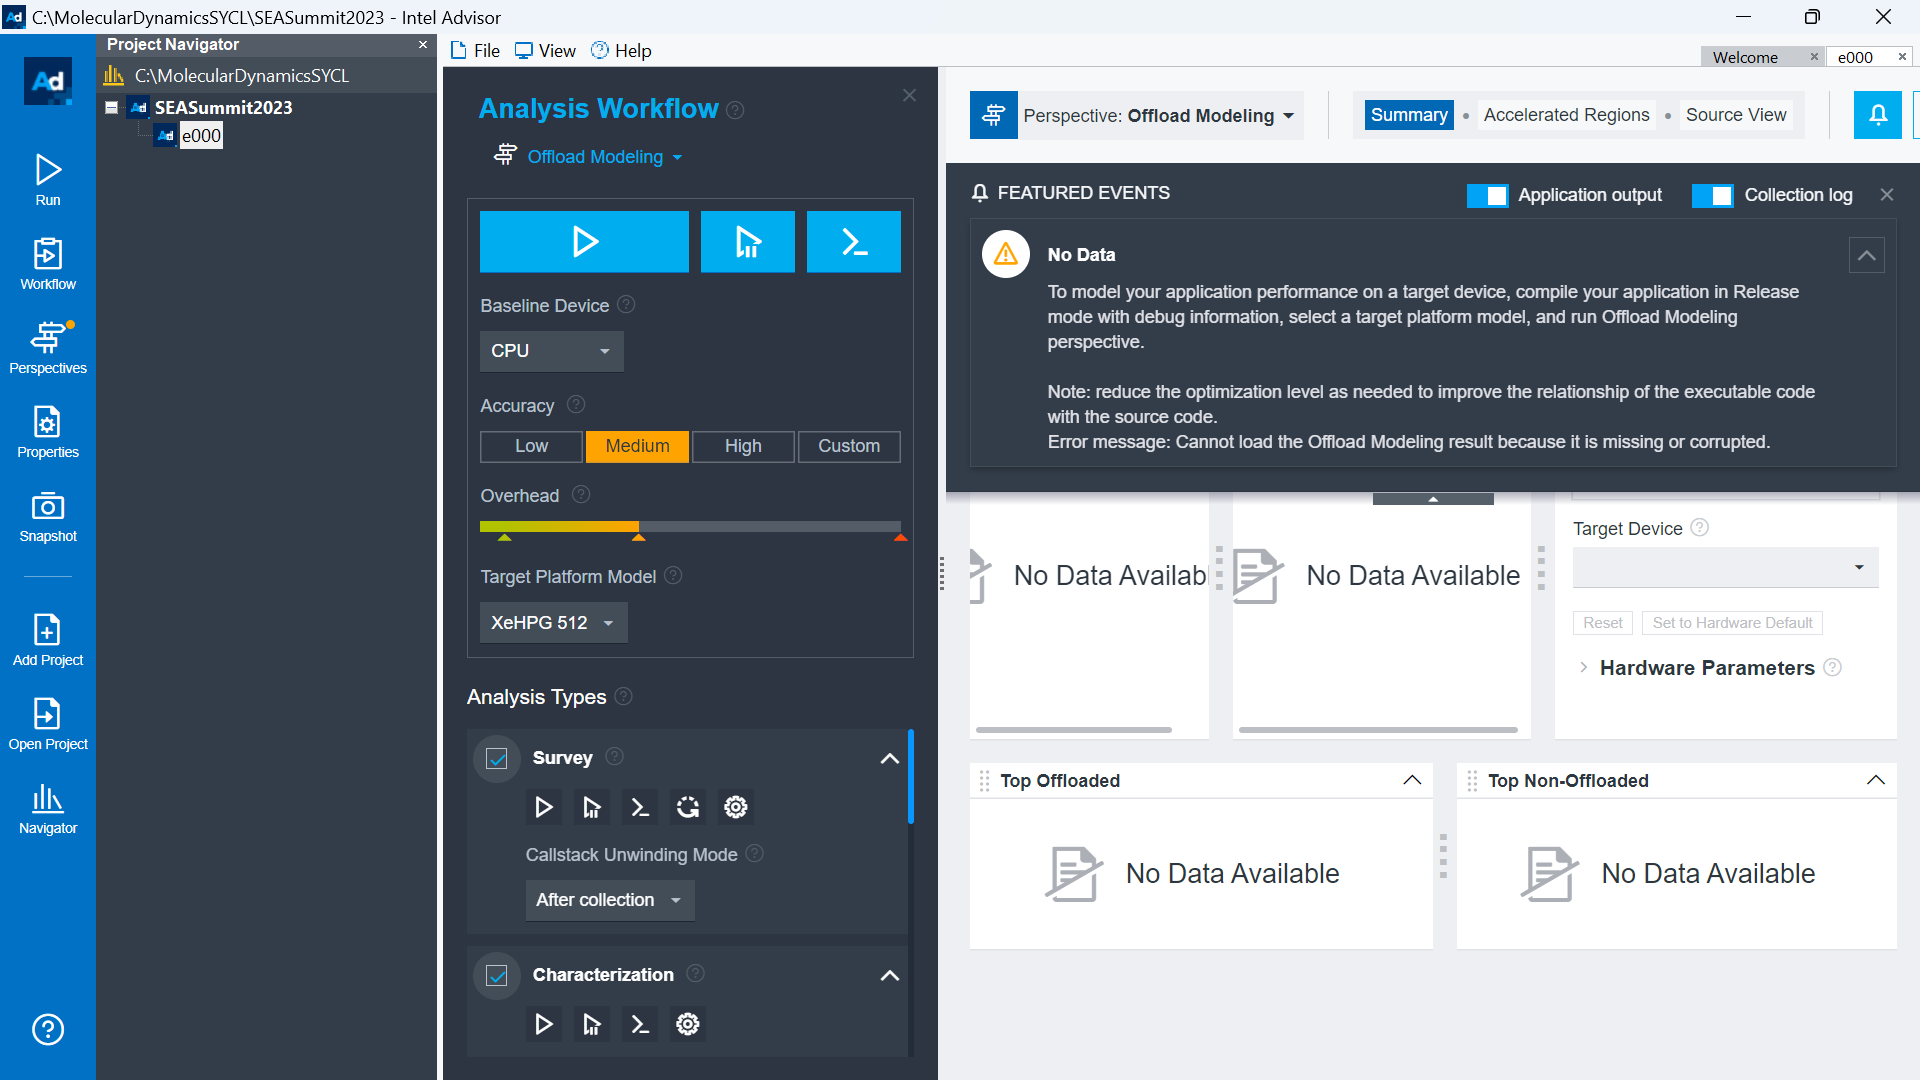 C:\MolecularDynamicsSYCL\SEASummit2023 - Intel Advisor
Project Navigator
C:\MolecularDynamicsSYCL
SEASummit2023
e000
Ad
Run
Workflow
Perspectives
Properties
Snapshot
Add Project
Open Project
Navigator
File View Help
Welcome e000
Analysis Workflow
Offload Modeling
Baseline Device
CPU
Accuracy
Low Medium High Custom
Overhead
Target Platform Model
XeHPG 512
Analysis Types
Survey
Callstack Unwinding Mode
After collection
Characterization
Perspective: Offload Modeling
Summary • Accelerated Regions • Source View
FEATURED EVENTS
Application output Collection log
No Data
To model your application performance on a target device, compile your application in Release
mode with debug information, select a target platform model, and run Offload Modeling
perspective.
Note: reduce the optimization level as needed to improve the relationship of the executable code
with the source code.
Error message: Cannot load the Offload Modeling result because it is missing or corrupted.
No Data Availabl
No Data Available
Target Device
Reset Set to Hardware Default
Hardware Parameters
Top Offloaded
No Data Available
Top Non-Offloaded
No Data Available